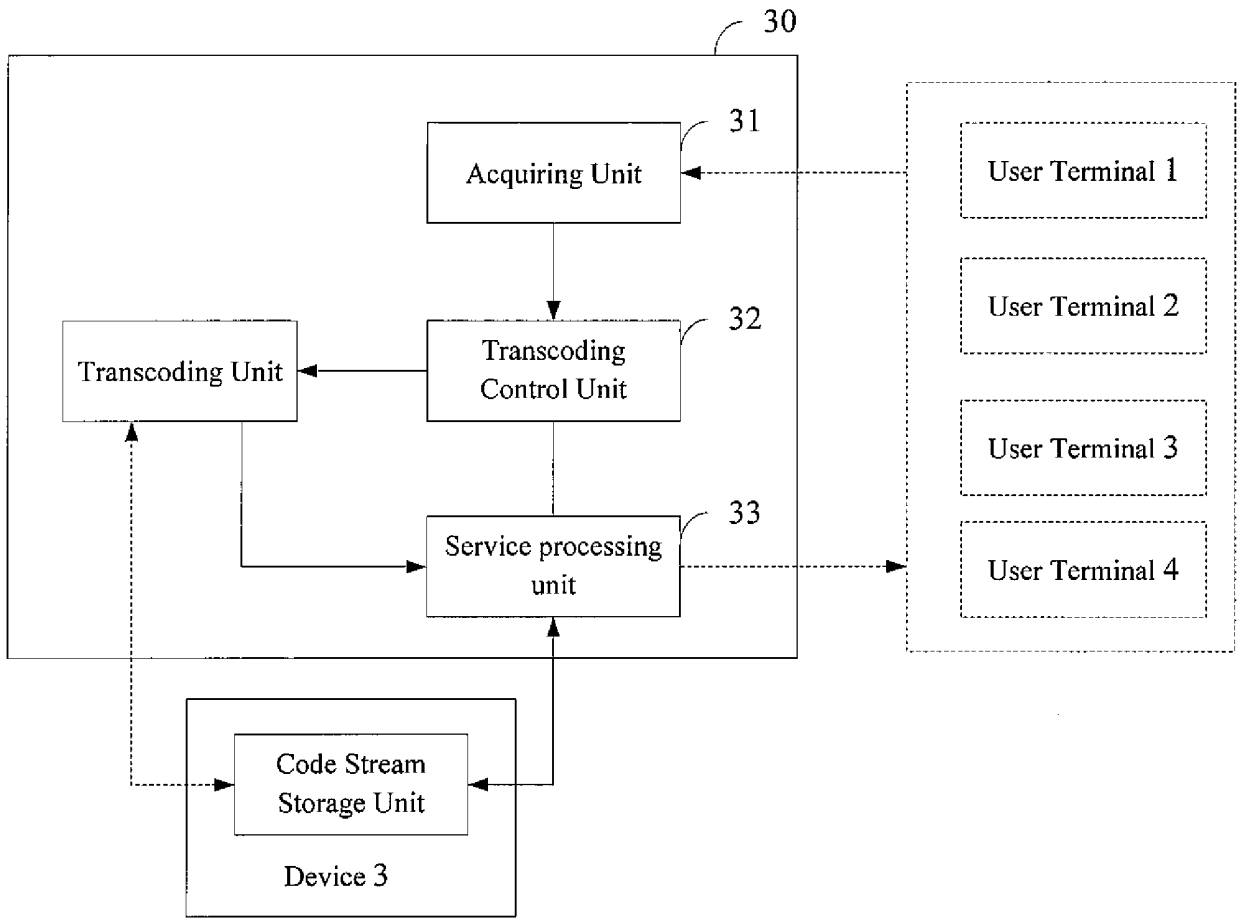 30
31
Acquiring Unit
User Terminal 1
User Terminal 2
32
Transcoding
Control Unit
Transcoding Unit
User Terminal 3
33
Service processing
unit
User Terminal 4
Code Stream
Storage Unit
Device 3